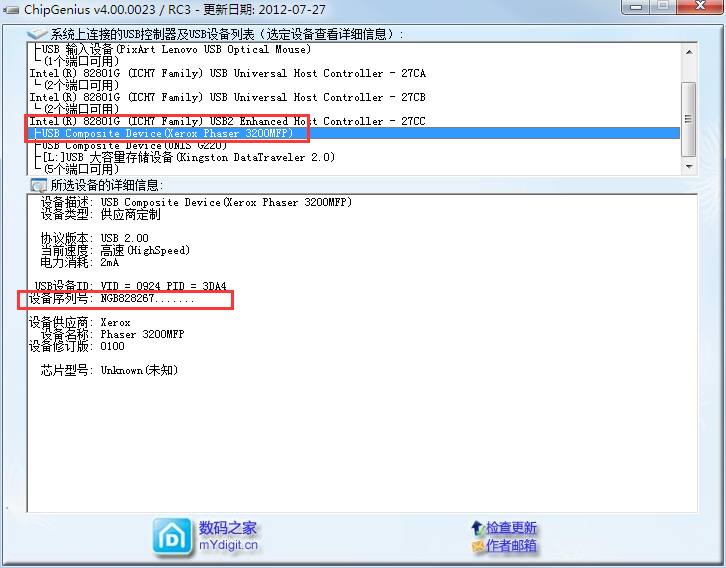 ChipGenius v4.00.0023 / RC3 - 更新日期: 2012-07-27
系统上连接的USB控制器及USB设备列表（选定设备查看详细信息）:
├USB 输入设备(PixArt Lenovo USB Optical Mouse)
└(1个端口可用)
Intel(R) 82801G (ICH7 Family) USB Universal Host Controller - 27CA
└(2个端口可用)
Intel(R) 82801G (ICH7 Family) USB Universal Host Controller - 27CB
└(2个端口可用)
Intel(R) 82801G (ICH7 Family) USB2 Enhanced Host Controller - 27CC
├USB Composite Device(Xerox Phaser 3200MFP)
├USB Composite Device(UNIS G220)
├[L:]USB 大容量存储设备(Kingston DataTraveler 2.0)
└(5个端口可用)
所选设备的详细信息:
设备描述: USB Composite Device(Xerox Phaser 3200MFP)
设备类型: 供应商定制
协议版本: USB 2.00
当前速度: 高速(HighSpeed)
电力消耗: 2mA
USB设备ID: VID = 0924 PID = 3DA4
设备序列号: NGB828267.......
设备供应商: Xerox
设备名称: Phaser 3200MFP
设备修订版: 0100
芯片型号: Unknown(未知)
数码之家
mYdigit.cn
检查更新
作者邮箱